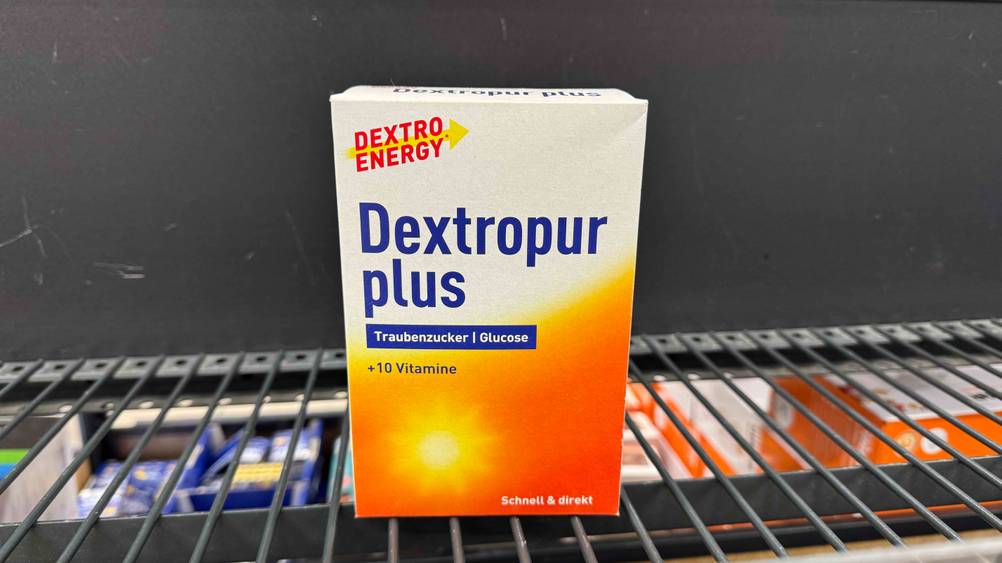 Dextropur plus
DEXTRO
ENERGY
Dextropur
plus
Traubenzucker | Glucose
+10 Vitamine
Schnell & direkt